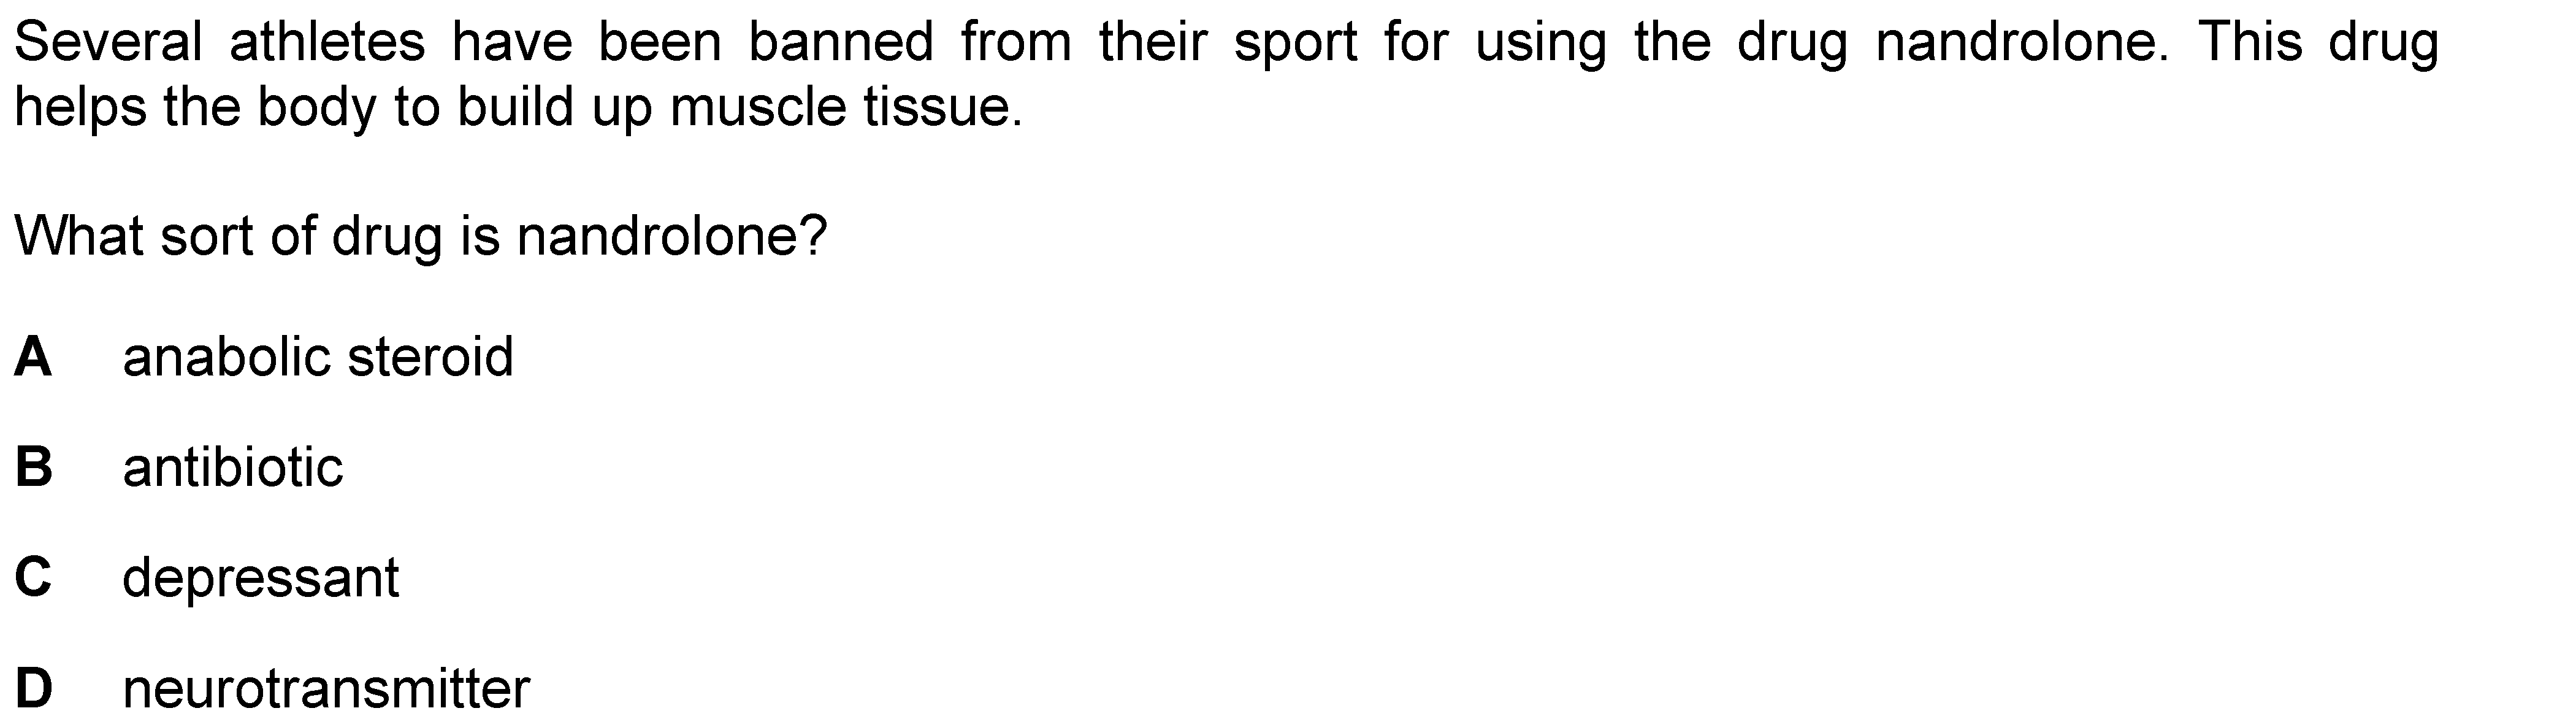 Several athletes have been banned from their sport for using the drug nandrolone. This drug
helps the body to build up muscle tissue.
What sort of drug is nandrolone?
A anabolic steroid
B antibiotic
C depressant
D neurotransmitter